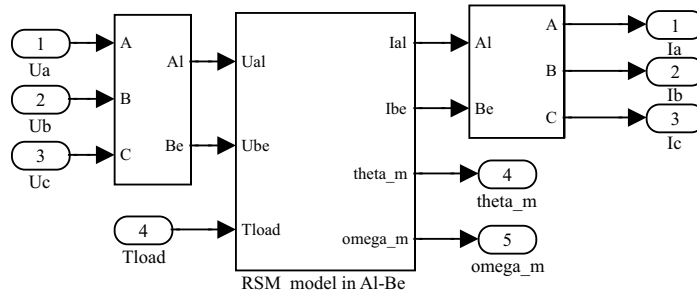 1
Ua
2
Ub
3
Uc
4
Tload
A
B
C
Al
Be
Ual
Ube
Tload
Ial
Ibe
theta_m
omega_m
RSM model in Al-Be
Al
Be
A
B
C
1
Ia
2
Ib
3
Ic
4
theta_m
5
omega_m